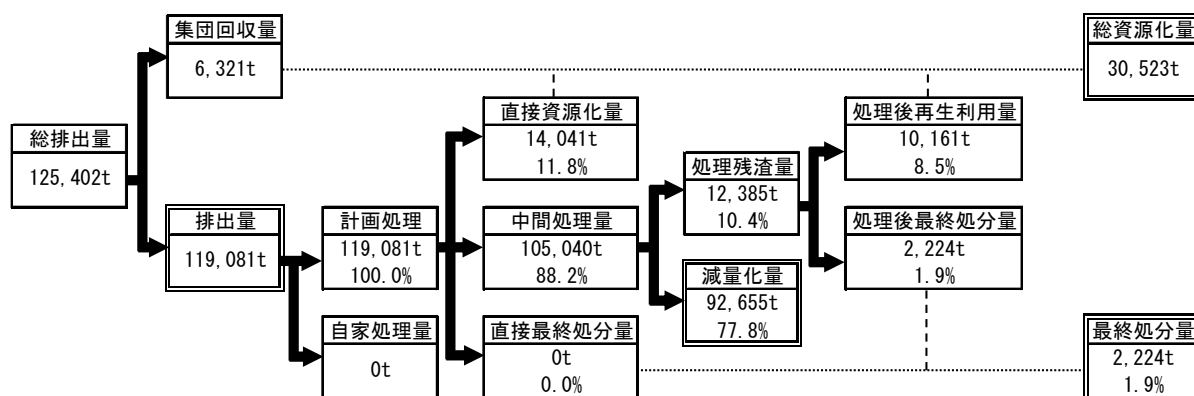 集団回収量
6,321t
総資源化量
30,523t
総排出量
125,402t
直接資源化量
14,041t
11.8%
処理後再生利用量
10,161t
8.5%
処理残渣量
12,385t
10.4%
排出量
119,081t
計画処理
119,081t
100.0%
中間処理量
105,040t
88.2%
処理後最終処分量
2,224t
1.9%
減量化量
92,655t
77.8%
自家処理量
0t
直接最終処分量
0t
0.0%
最終処分量
2,224t
1.9%